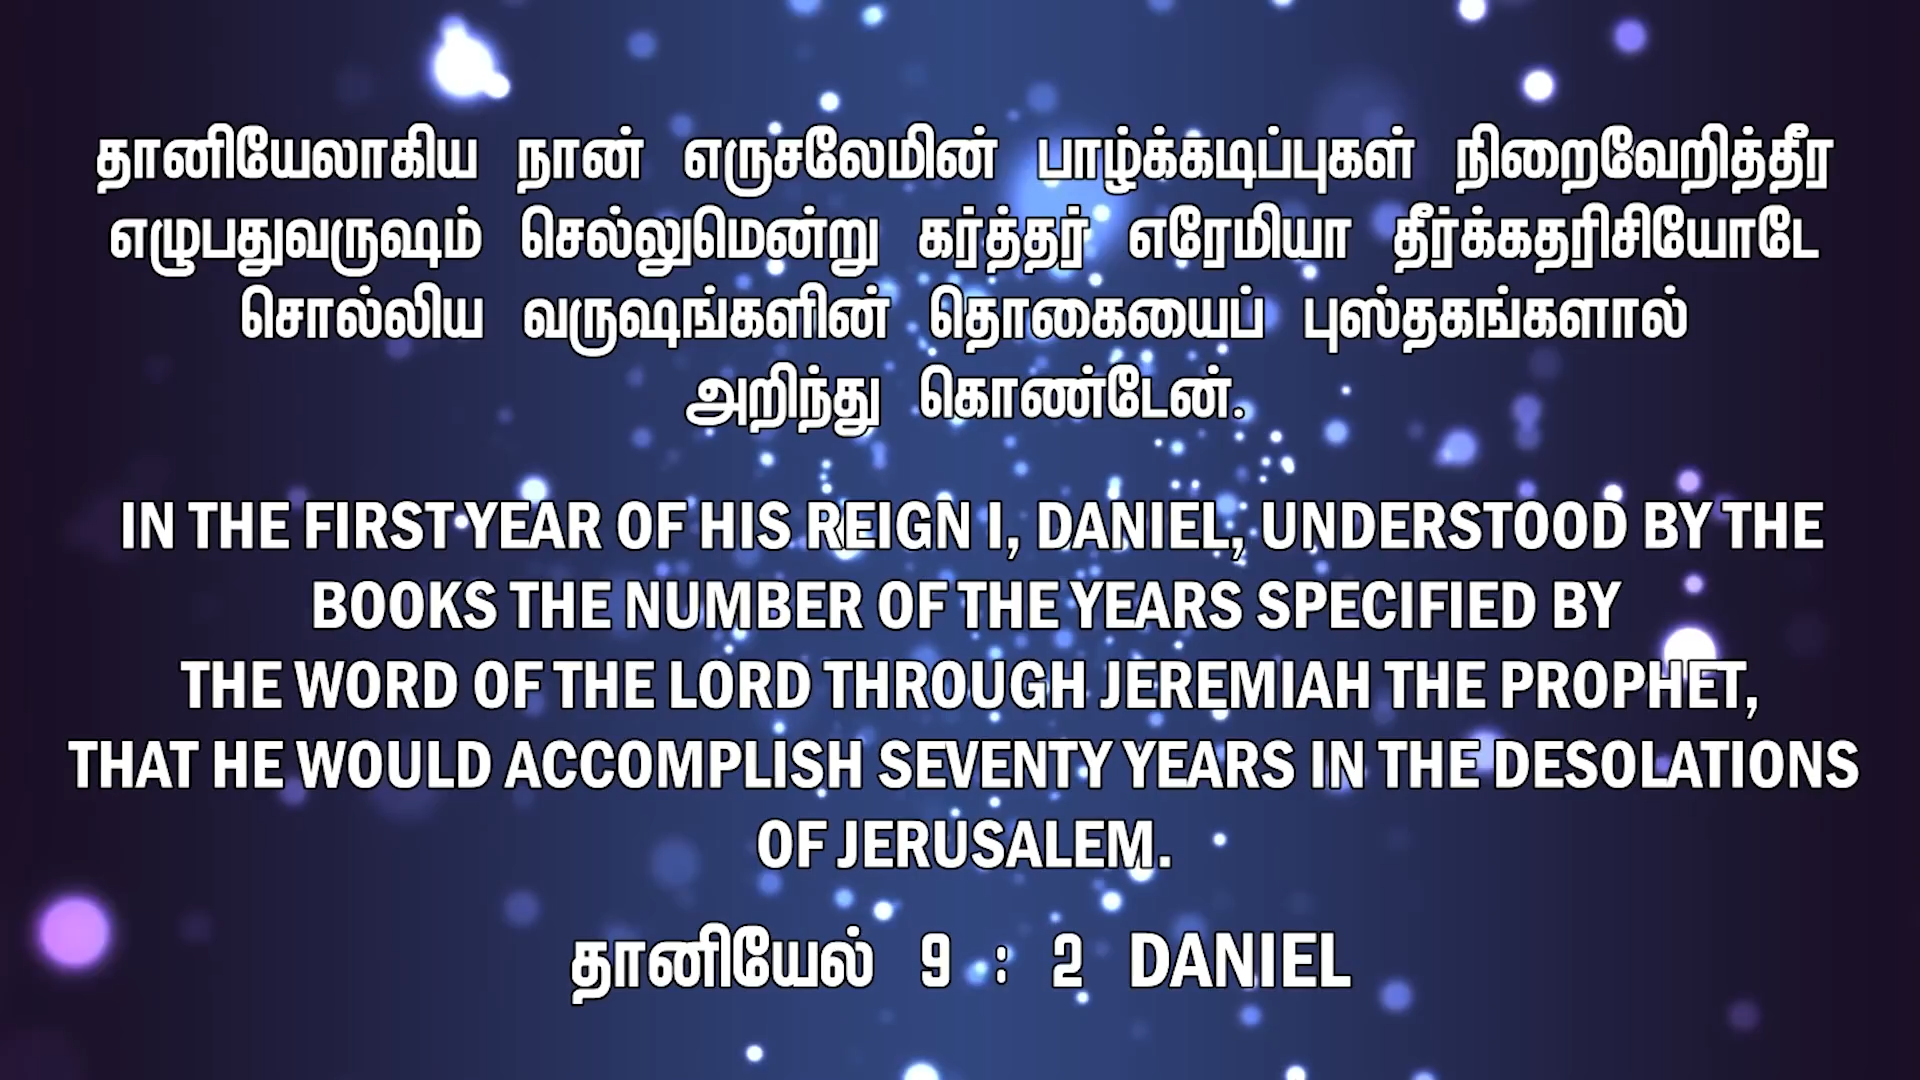 தானியேலாகிய நான் எருசலேமின் பாழ்க்கடிப்புகள் நிறைவேறித்தீர
எழுபதுவருஷம் செல்லுமென்று கர்த்தர் எரேமியா தீர்க்கதரிசியோடே
சொல்லிய வருஷங்களின் தொகையைப் புஸ்தகங்களால்
அறிந்து கொண்டேன்.
IN THE FIRST YEAR OF HIS REIGN I, DANIEL, UNDERSTOOD BY THE
BOOKS THE NUMBER OF THE YEARS SPECIFIED BY
THE WORD OF THE LORD THROUGH JEREMIAH THE PROPHET,
THAT HE WOULD ACCOMPLISH SEVENTY YEARS IN THE DESOLATIONS
OF JERUSALEM.
தானியேல் 9 : 2 DANIEL